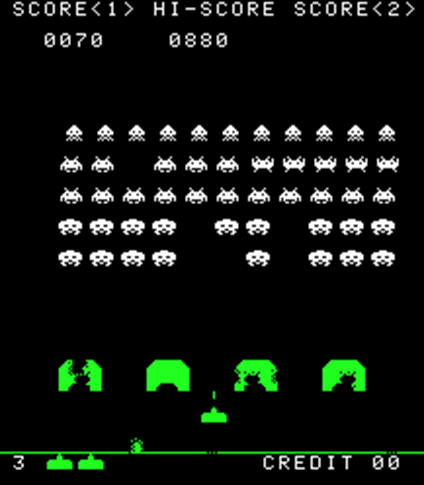 SCORE<1> HI-SCORE SCORE<2>
0070 0880
3 CREDIT 00